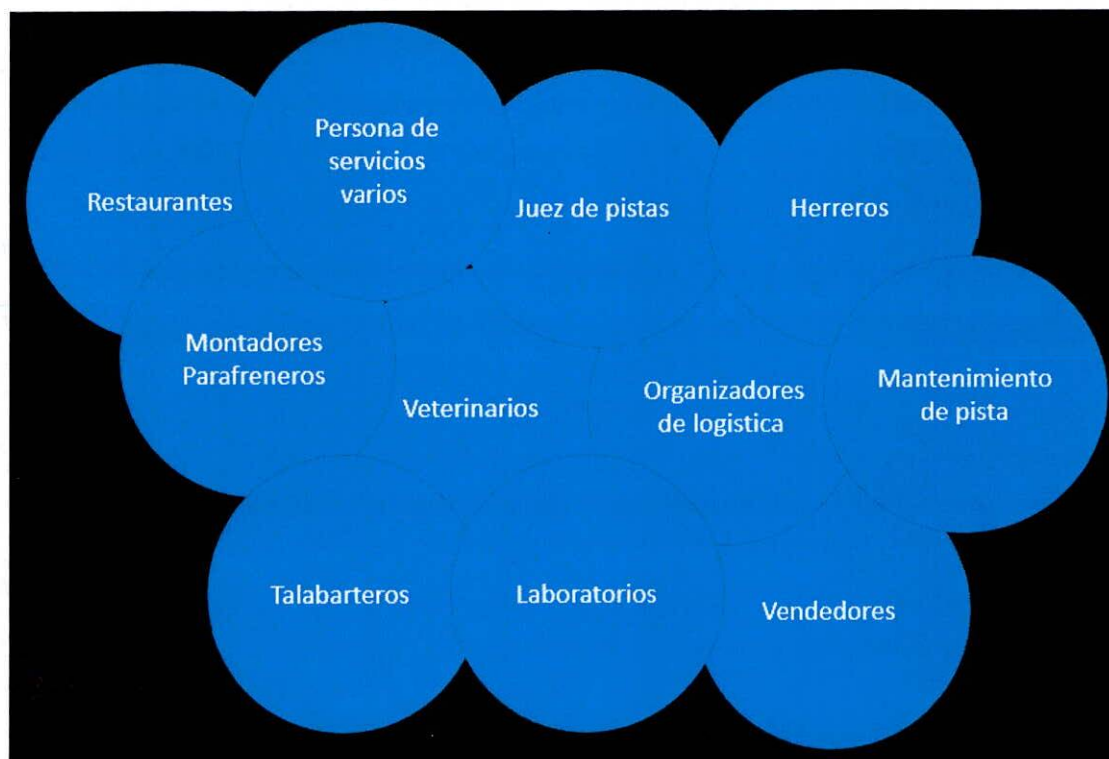 Persona de
servicios
varios
Restaurantes
Juez de pistas
Herreros
Montadores
Parafreneros
Veterinarios
Organizadores
de logistica
Mantenimiento
de pista
Talabarteros
Laboratorios
Vendedores